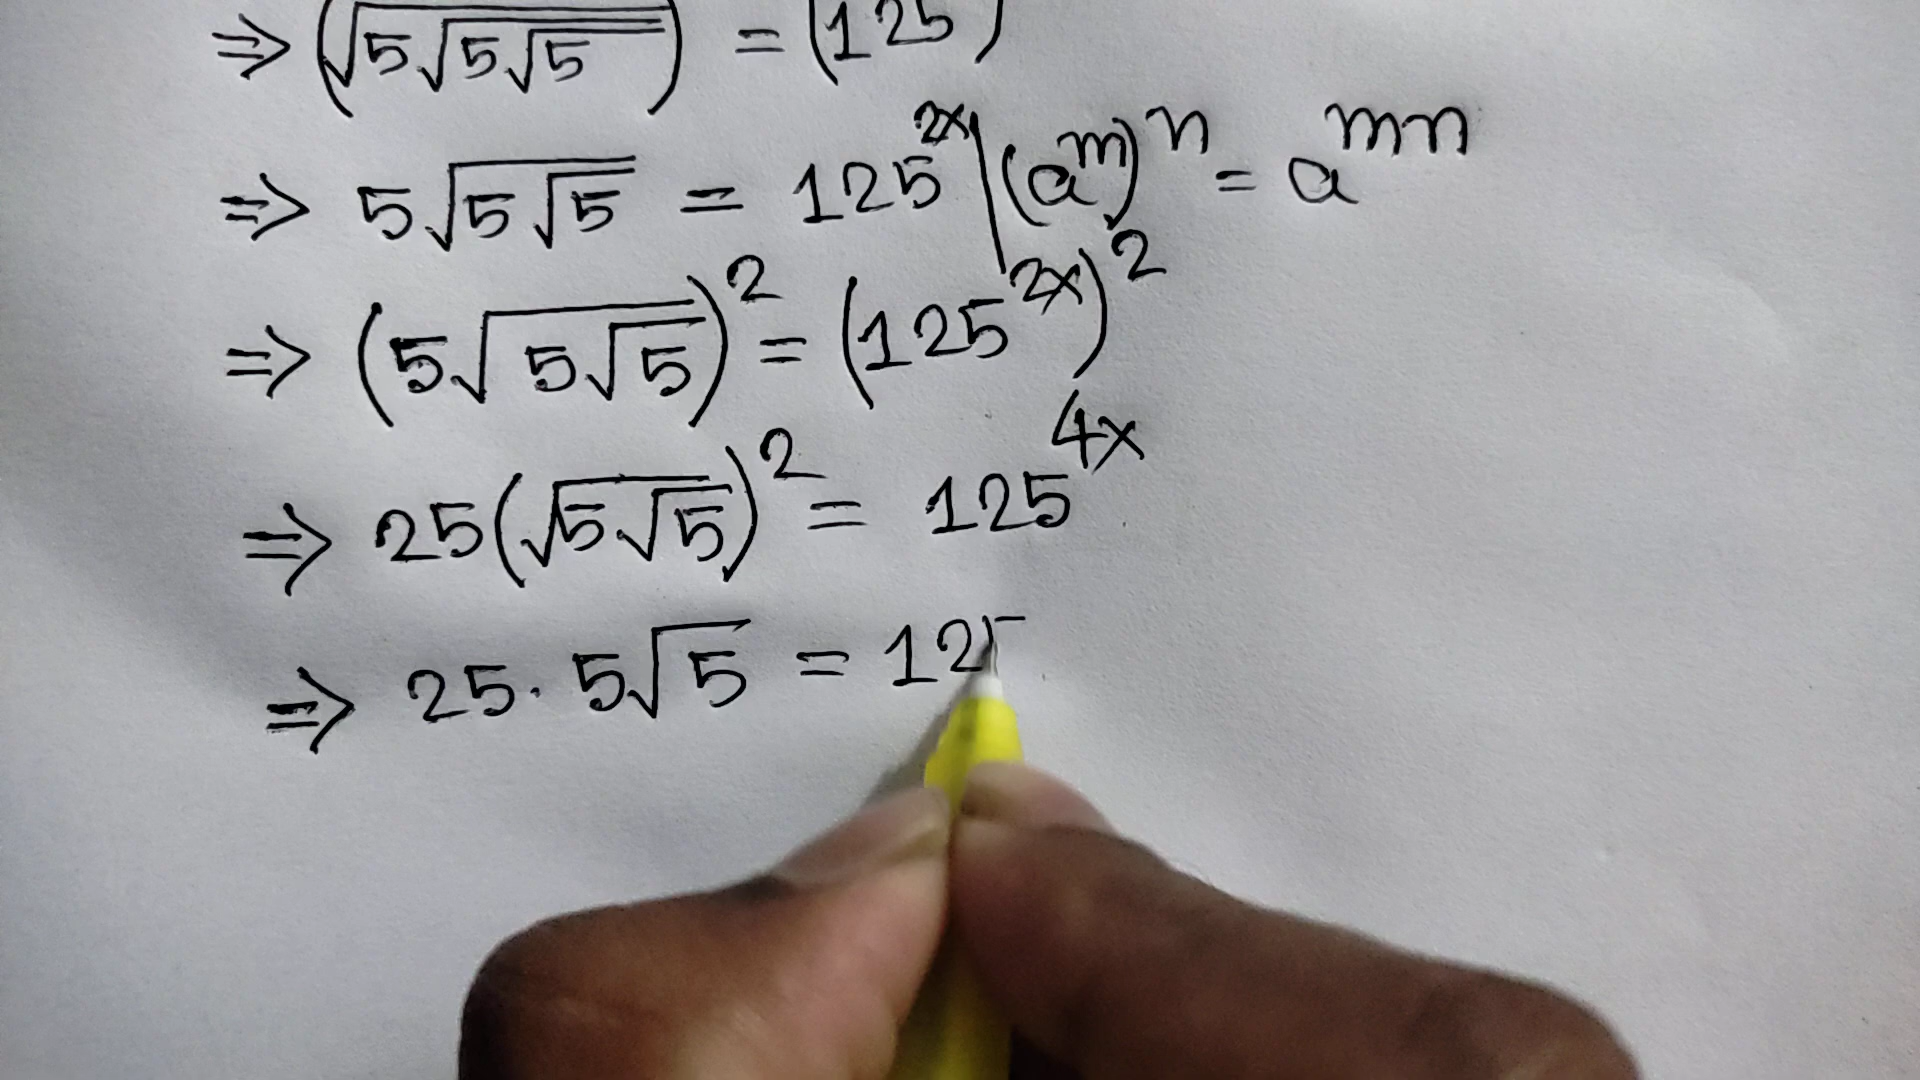 ⇒ (√(5√(5√5))) = (125)
⇒ 5√(5√5) = 125^2x | (a^m)^n = a^mn
⇒ (5√(5√5))^2 = (125^2x)^2
⇒ 25(√(5√5))^2 = 125^4x
⇒ 25 · 5√5 = 125